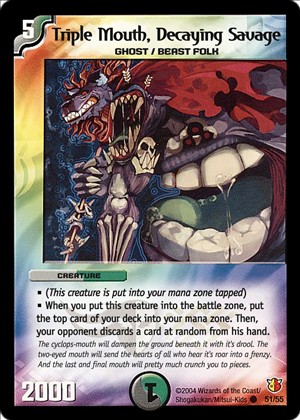 5
Triple Mouth, Decaying Savage
GHOST / BEAST FOLK
CREATURE
▪ (This creature is put into your mana zone tapped)
▪ When you put this creature into the battle zone, put
the top card of your deck into your mana zone. Then,
your opponent discards a card at random from his hand.
The cyclops-mouth will dampen the ground beneath it with it's drool. The
two-eyed mouth will send the hearts of all who hear it's roar into a frenzy.
And the last and final mouth will pretty much just creep everybody out.
2000
1
©2004 Wizards of the Coast/
Shogakukan/Mitsui-Kids
51/55